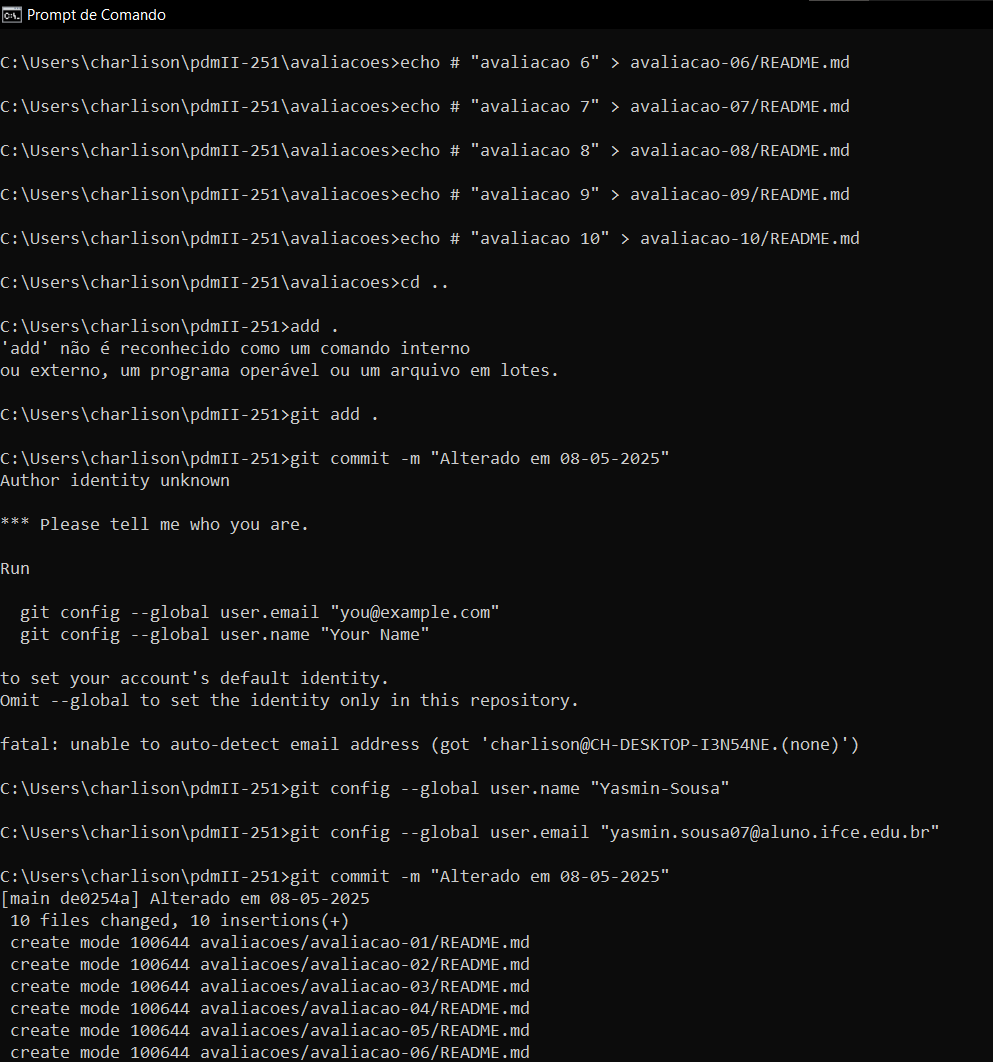 Prompt de Comando
C:\Users\charlison\pdmII-251\avaliacoes>echo # "avaliacao 6" > avaliacao-06/README.md
C:\Users\charlison\pdmII-251\avaliacoes>echo # "avaliacao 7" > avaliacao-07/README.md
C:\Users\charlison\pdmII-251\avaliacoes>echo # "avaliacao 8" > avaliacao-08/README.md
C:\Users\charlison\pdmII-251\avaliacoes>echo # "avaliacao 9" > avaliacao-09/README.md
C:\Users\charlison\pdmII-251\avaliacoes>echo # "avaliacao 10" > avaliacao-10/README.md
C:\Users\charlison\pdmII-251\avaliacoes>cd ..
C:\Users\charlison\pdmII-251>add .
'add' não é reconhecido como um comando interno
ou externo, um programa operável ou um arquivo em lotes.
C:\Users\charlison\pdmII-251>git add .
C:\Users\charlison\pdmII-251>git commit -m "Alterado em 08-05-2025"
Author identity unknown
*** Please tell me who you are.
Run
git config --global user.email "you@example.com"
git config --global user.name "Your Name"
to set your account's default identity.
Omit --global to set the identity only in this repository.
fatal: unable to auto-detect email address (got 'charlison@CH-DESKTOP-I3N54NE.(none)')
C:\Users\charlison\pdmII-251>git config --global user.name "Yasmin-Sousa"
C:\Users\charlison\pdmII-251>git config --global user.email "yasmin.sousa07@aluno.ifce.edu.br"
C:\Users\charlison\pdmII-251>git commit -m "Alterado em 08-05-2025"
[main de0254a] Alterado em 08-05-2025
10 files changed, 10 insertions(+)
create mode 100644 avaliacoes/avaliacao-01/README.md
create mode 100644 avaliacoes/avaliacao-02/README.md
create mode 100644 avaliacoes/avaliacao-03/README.md
create mode 100644 avaliacoes/avaliacao-04/README.md
create mode 100644 avaliacoes/avaliacao-05/README.md
create mode 100644 avaliacoes/avaliacao-06/README.md